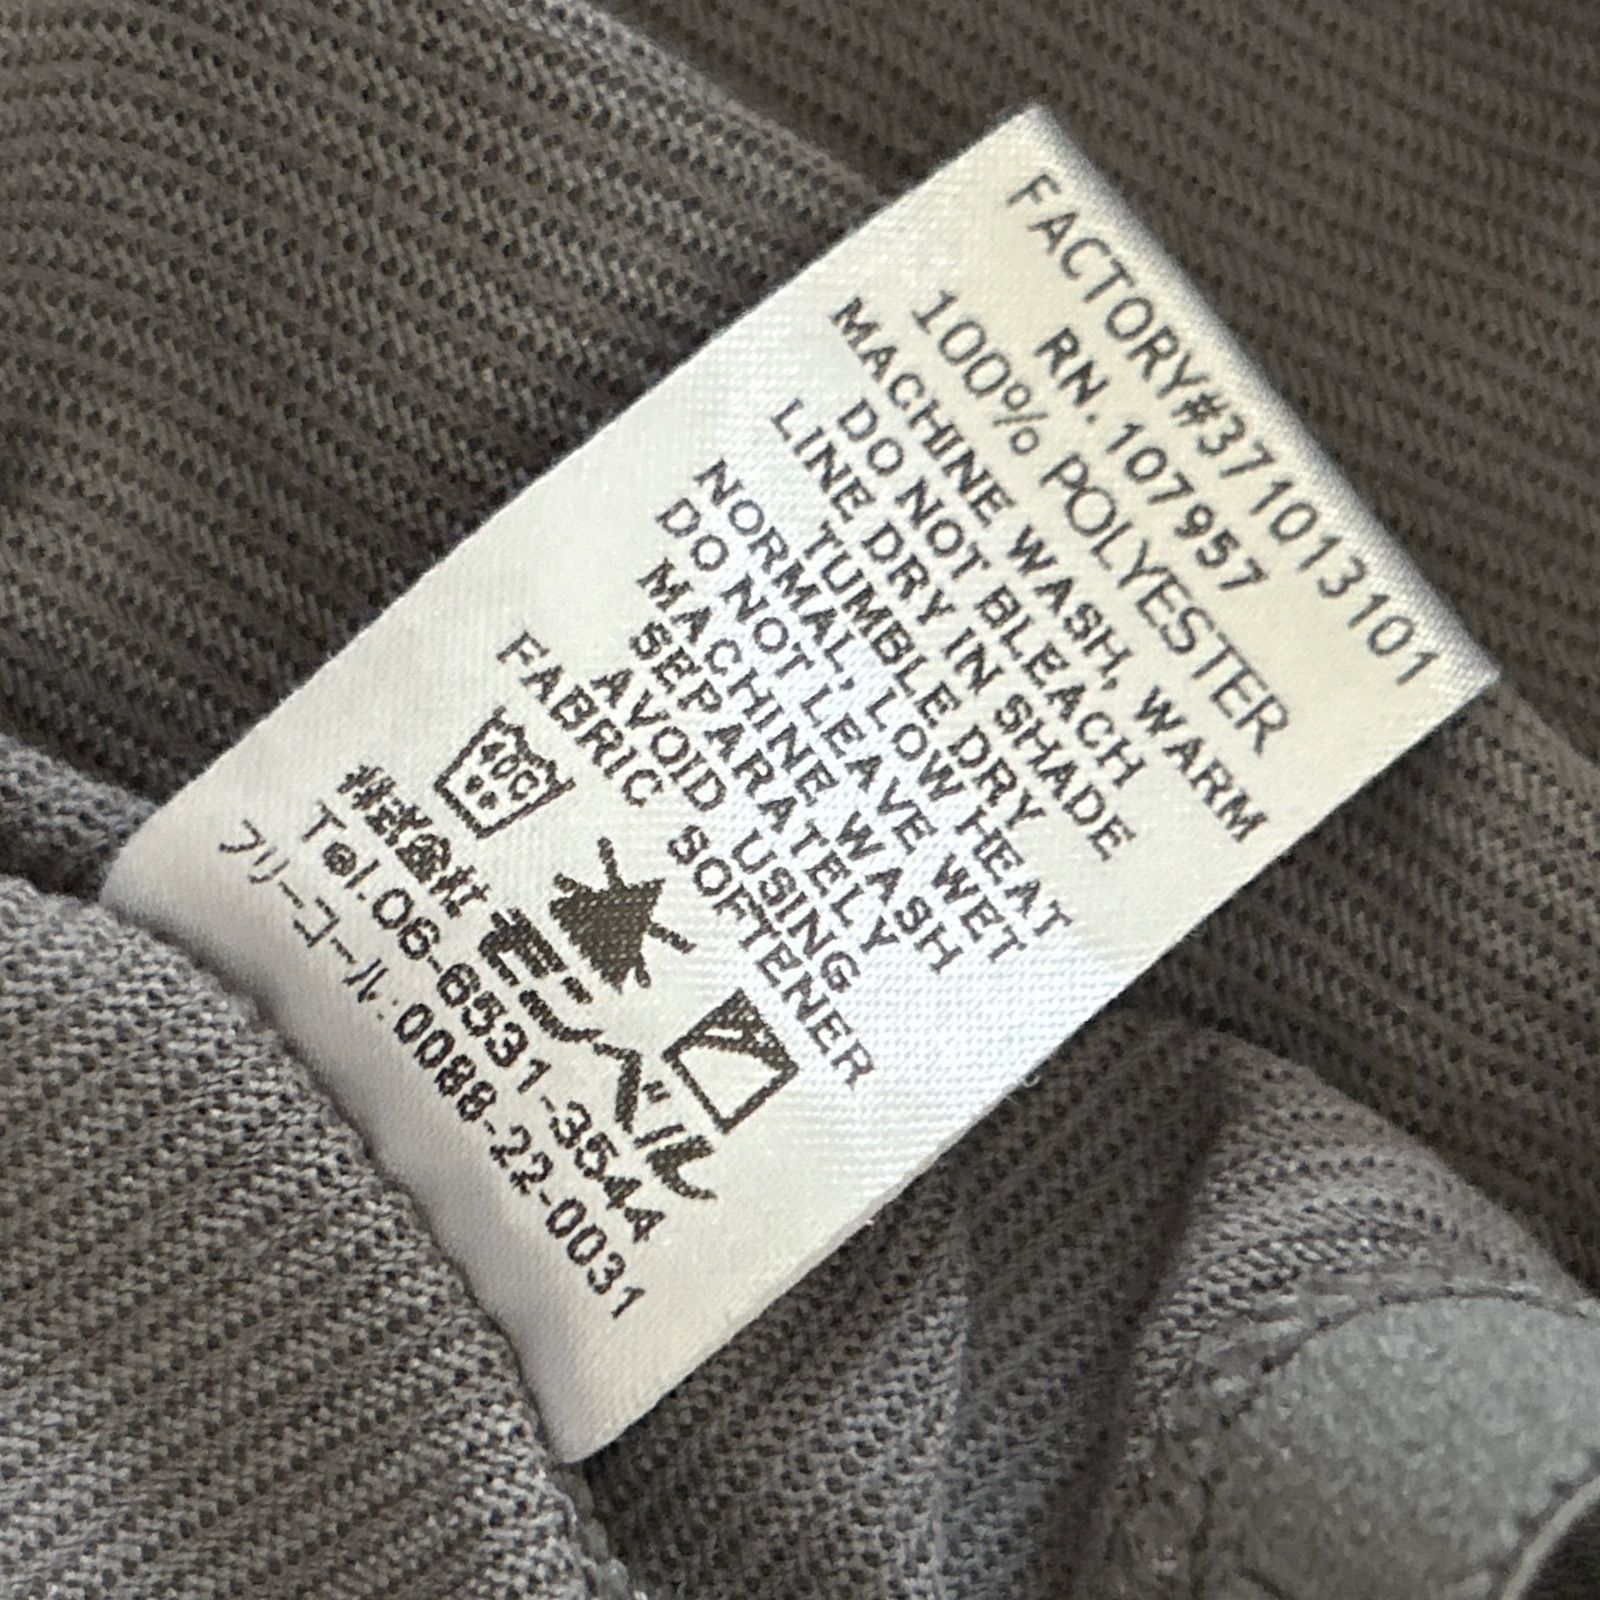 FACTORY#371013101
RN.107957
100% POLYESTER
MACHINE WASH, WARM
DO NOT BLEACH
LINE DRY IN SHADE
TUMBLE DRY
NORMAL, LOW HEAT
DO NOT LEAVE WET
MACHINE WASH
SEPARATELY
AVOID USING
FABRIC SOFTENER
40C
株式会社 モンベル
Tel.06-6531-3544
フリーコール:0088-22-0031